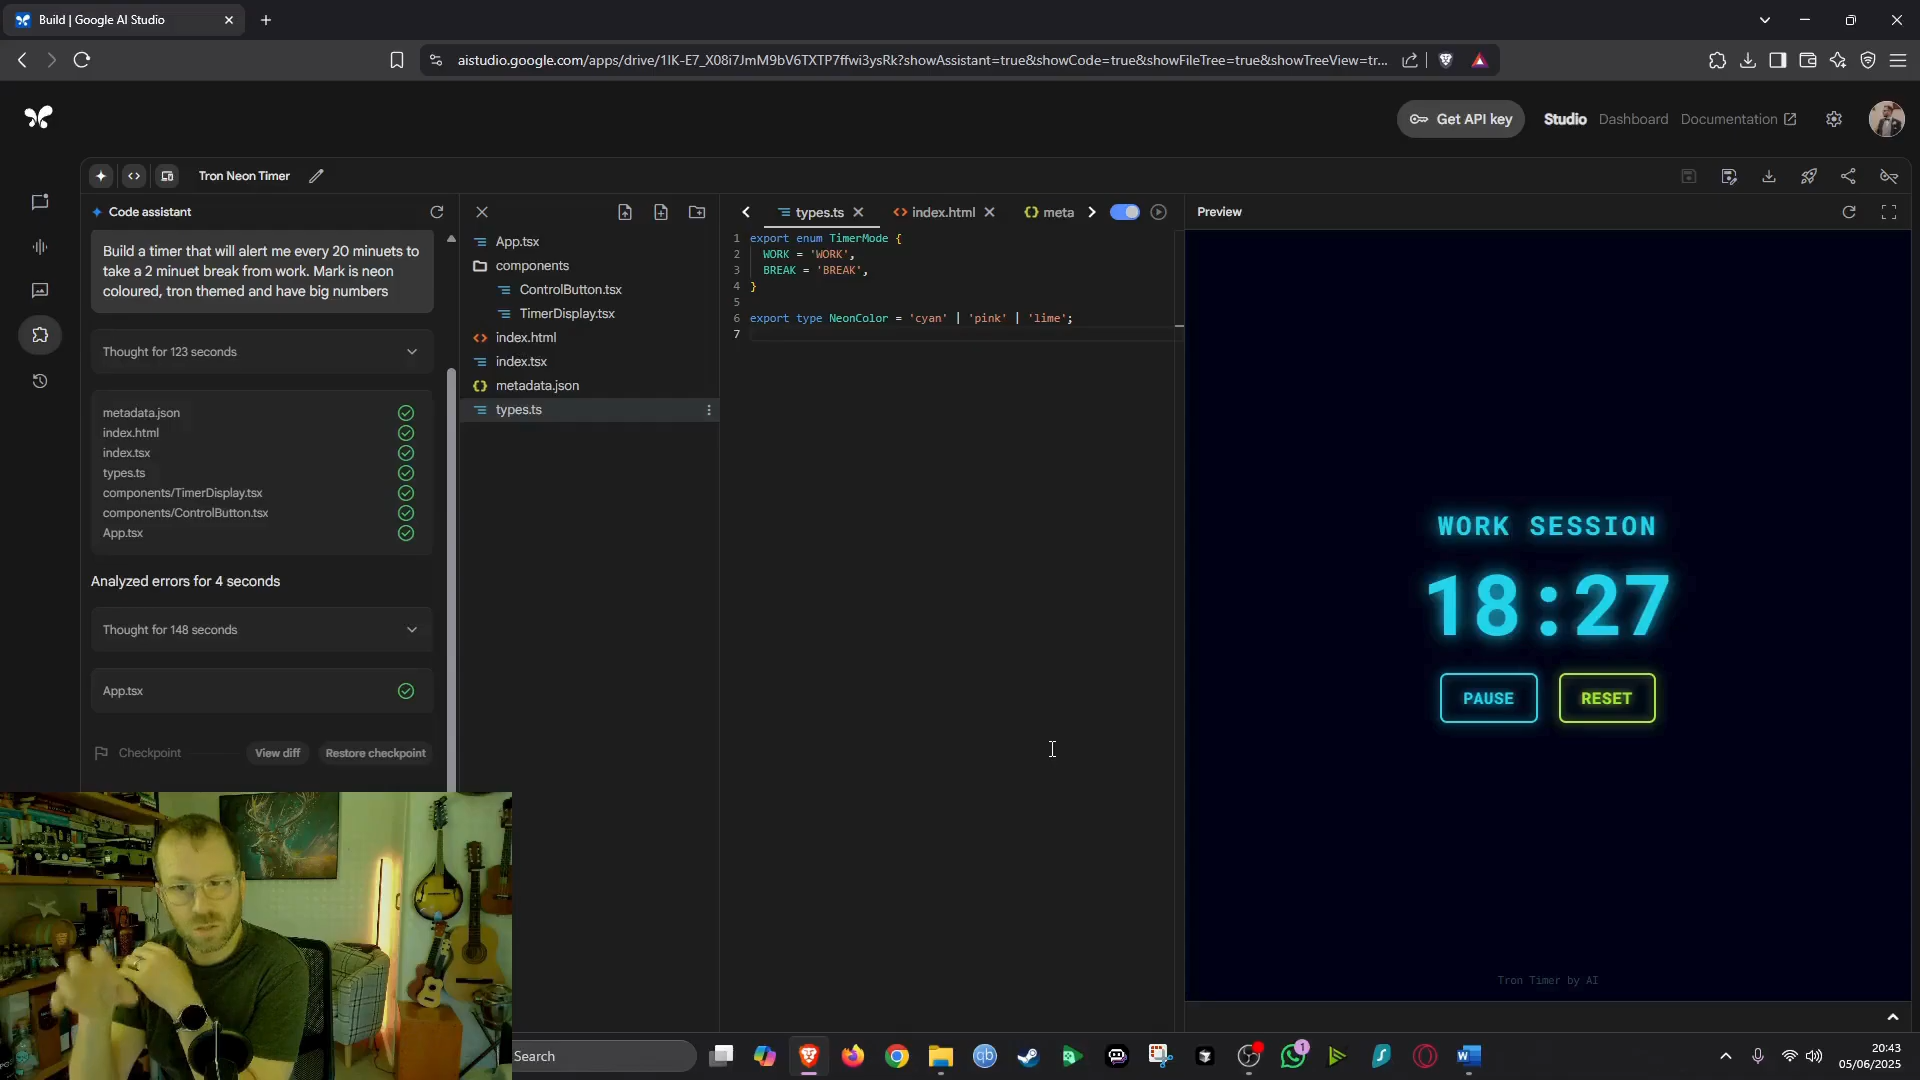 Build | Google AI Studio
aistudio.google.com/apps/drive/1IK-E7_X08i7JmM9bV6TXTP7ffwi3ysRk?showAssistant=true&showCode=true&showFileTree=true&showTreeView=tr...
Get API key
Studio
Dashboard
Documentation
Tron Neon Timer
Code assistant
Build a timer that will alert me every 20 minuets to
take a 2 minuet break from work. Mark is neon
coloured, tron themed and have big numbers
Thought for 123 seconds
metadata.json
index.html
index.tsx
types.ts
components/TimerDisplay.tsx
components/ControlButton.tsx
App.tsx
Analyzed errors for 4 seconds
Thought for 148 seconds
App.tsx
Checkpoint
View diff
Restore checkpoint
App.tsx
components
ControlButton.tsx
TimerDisplay.tsx
index.html
index.tsx
metadata.json
types.ts
types.ts
index.html
meta
1 export enum TimerMode {
2 WORK = 'WORK',
3 BREAK = 'BREAK',
4 }
5
6 export type NeonColor = 'cyan' | 'pink' | 'lime';
7
Preview
WORK SESSION
18:27
PAUSE
RESET
Tron Timer by AI
Search
qb
1
20:43
05/06/2025